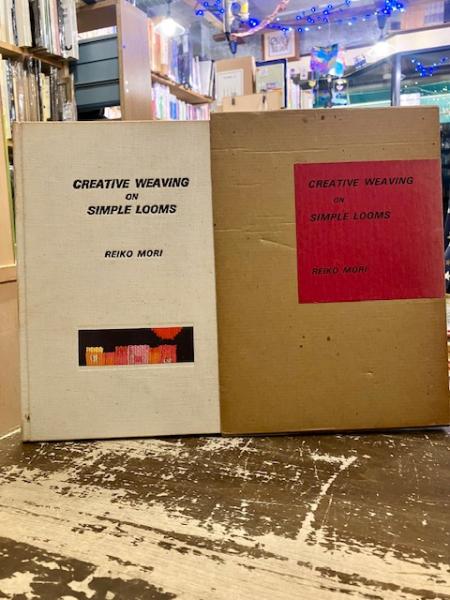 CREATIVE WEAVING
ON
SIMPLE LOOMS
REIKO MORI
CREATIVE WEAVING
ON
SIMPLE LOOMS
REIKO MORI